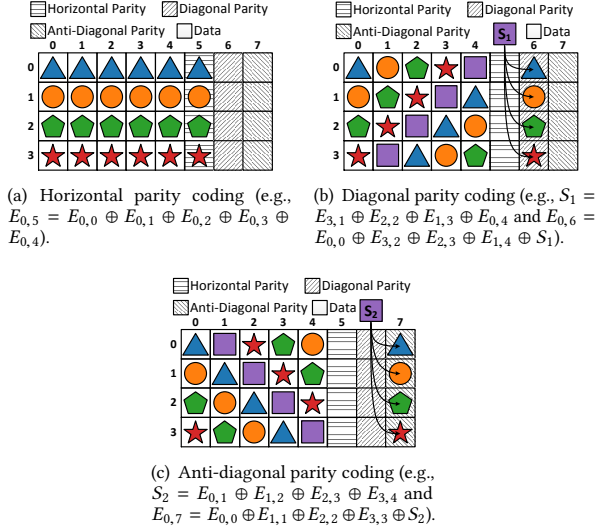 Horizontal Parity Diagonal Parity
Anti-Diagonal Parity Data
0 1 2 3 4 5 6 7
0
1
2
3
(a) Horizontal parity coding (e.g.,
E0,5 = E0,0 ⊕ E0,1 ⊕ E0,2 ⊕ E0,3 ⊕
E0,4).
Horizontal Parity Diagonal Parity
Anti-Diagonal Parity Data
S1
0 1 2 3 4 6 7
0
1
2
3
(b) Diagonal parity coding (e.g., S1 =
E3,1 ⊕ E2,2 ⊕ E1,3 ⊕ E0,4 and E0,6 =
E0,0 ⊕ E3,2 ⊕ E2,3 ⊕ E1,4 ⊕ S1).
Horizontal Parity Diagonal Parity
Anti-Diagonal Parity Data
S2
0 1 2 3 4 5 7
0
1
2
3
(c) Anti-diagonal parity coding (e.g.,
S2 = E0,1 ⊕ E1,2 ⊕ E2,3 ⊕ E3,4 and
E0,7 = E0,0 ⊕ E1,1 ⊕ E2,2 ⊕ E3,3 ⊕ S2).